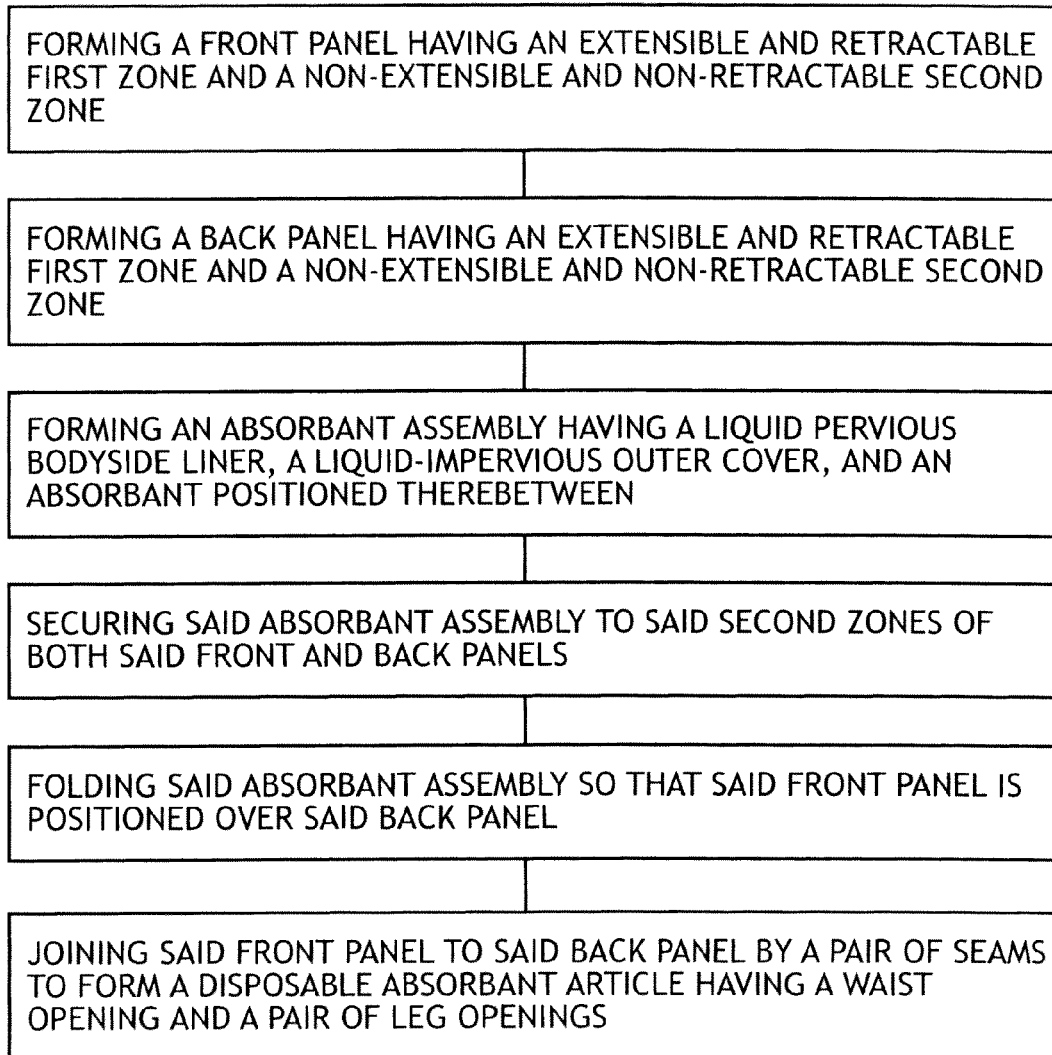 FORMING A FRONT PANEL HAVING AN EXTENSIBLE AND RETRACTABLE
FIRST ZONE AND A NON-EXTENSIBLE AND NON-RETRACTABLE SECOND
ZONE
FORMING A BACK PANEL HAVING AN EXTENSIBLE AND RETRACTABLE
FIRST ZONE AND A NON-EXTENSIBLE AND NON-RETRACTABLE SECOND
ZONE
FORMING AN ABSORBANT ASSEMBLY HAVING A LIQUID PERVIOUS
BODYSIDE LINER, A LIQUID-IMPERVIOUS OUTER COVER, AND AN
ABSORBANT POSITIONED THEREBETWEEN
SECURING SAID ABSORBANT ASSEMBLY TO SAID SECOND ZONES OF
BOTH SAID FRONT AND BACK PANELS
FOLDING SAID ABSORBANT ASSEMBLY SO THAT SAID FRONT PANEL IS
POSITIONED OVER SAID BACK PANEL
JOINING SAID FRONT PANEL TO SAID BACK PANEL BY A PAIR OF SEAMS
TO FORM A DISPOSABLE ABSORBANT ARTICLE HAVING A WAIST
OPENING AND A PAIR OF LEG OPENINGS